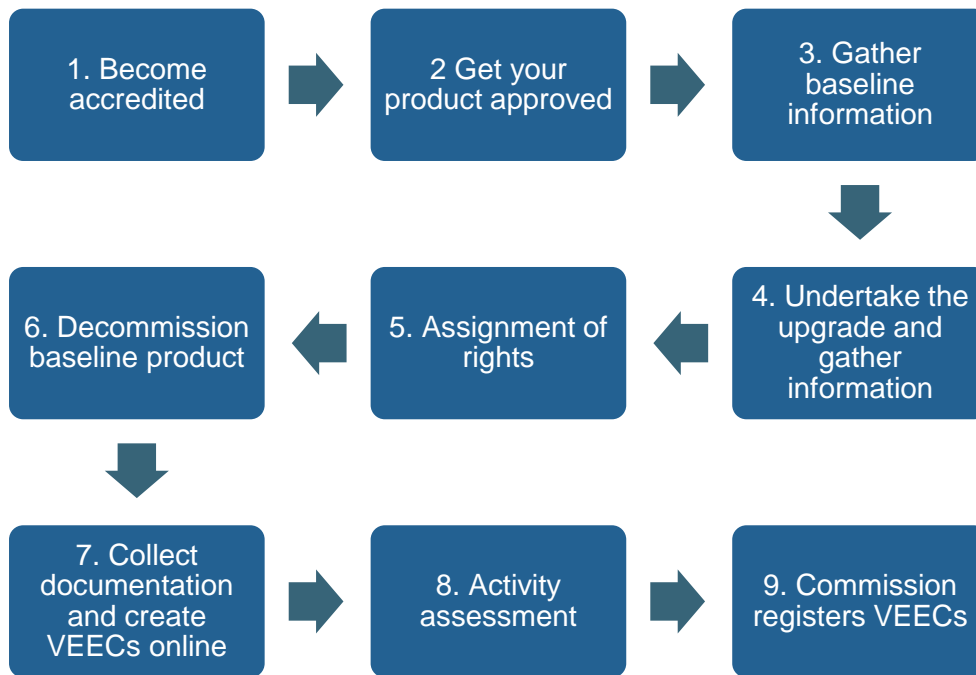 1. Become
accredited
2 Get your
product approved
3. Gather
baseline
information
4. Undertake the
upgrade and
gather
information
5. Assignment of
rights
6. Decommission
baseline product
7. Collect
documentation
and create
VEECs online
8. Activity
assessment
9. Commission
registers VEECs